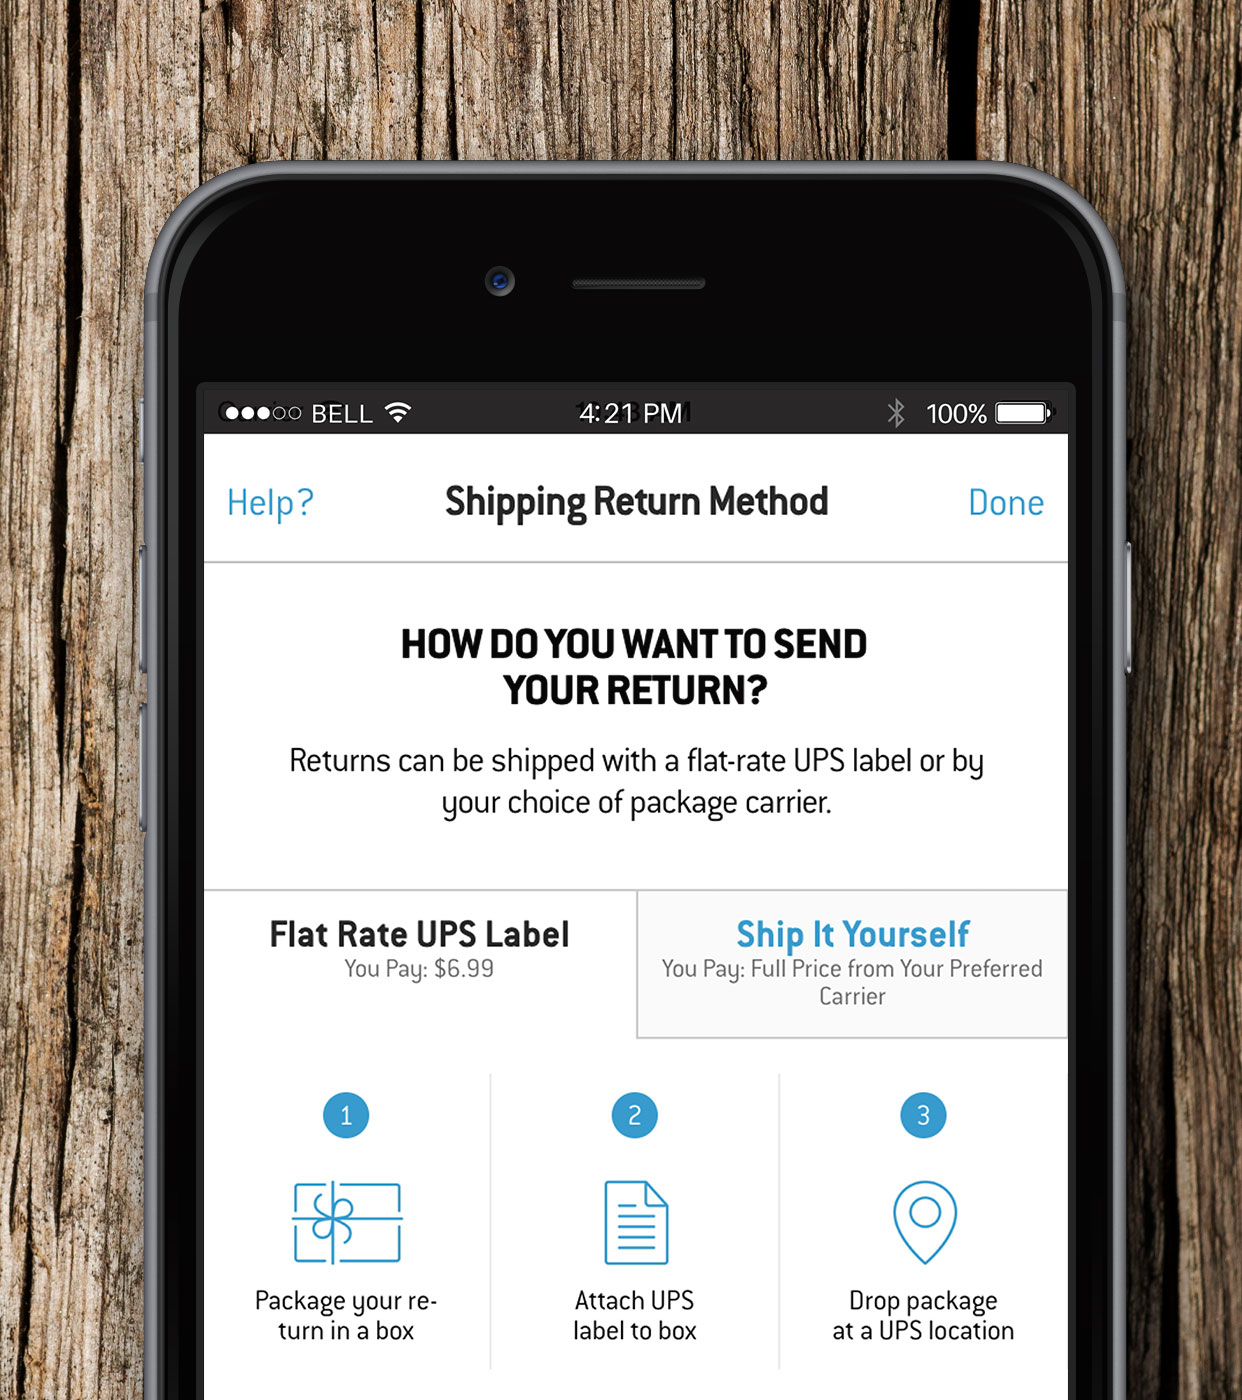 BELL 4:21 PM 100%
Help? Shipping Return Method Done
HOW DO YOU WANT TO SEND
YOUR RETURN?
Returns can be shipped with a flat-rate UPS label or by
your choice of package carrier.
Flat Rate UPS Label
You Pay: $6.99
Ship It Yourself
You Pay: Full Price from Your Preferred
Carrier
1
Package your re-
turn in a box
2
Attach UPS
label to box
3
Drop package
at a UPS location